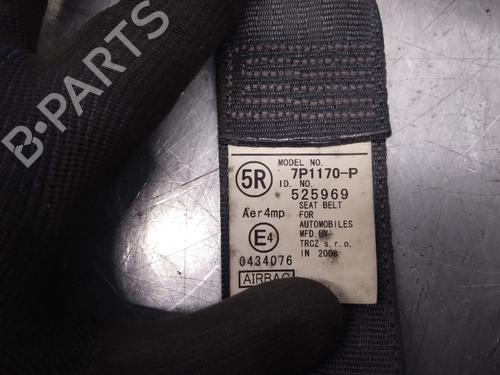 B-PARTS
5R
MODEL NO.
7P1170-P
ID. NO.
525969
Aer4mp
SEAT BELT
FOR
AUTOMOBILES
MFD. BY
TRCZ s.r.o.
IN 2008
E4
0434076
AIRBAG